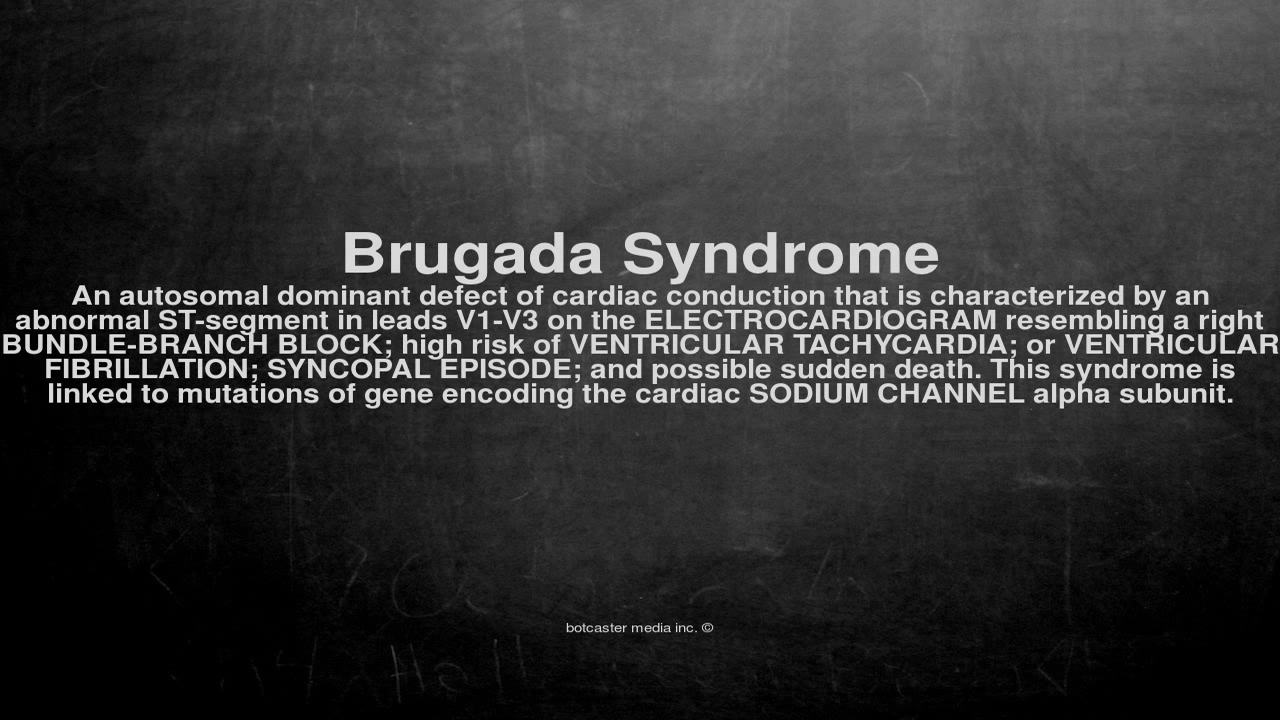 Brugada Syndrome
An autosomal dominant defect of cardiac conduction that is characterized by an
abnormal ST-segment in leads V1-V3 on the ELECTROCARDIOGRAM resembling a right
BUNDLE-BRANCH BLOCK; high risk of VENTRICULAR TACHYCARDIA; or VENTRICULAR
FIBRILLATION; SYNCOPAL EPISODE; and possible sudden death. This syndrome is
linked to mutations of gene encoding the cardiac SODIUM CHANNEL alpha subunit.
botcaster media inc. ©